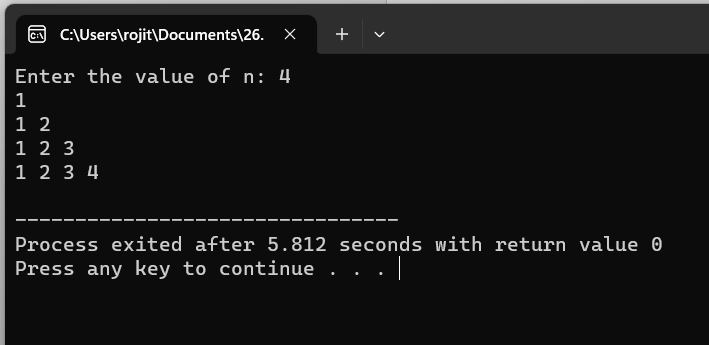 C:\Users\rojit\Documents\26.
Enter the value of n: 4
1
1 2
1 2 3
1 2 3 4
--------------------------------
Process exited after 5.812 seconds with return value 0
Press any key to continue . . .